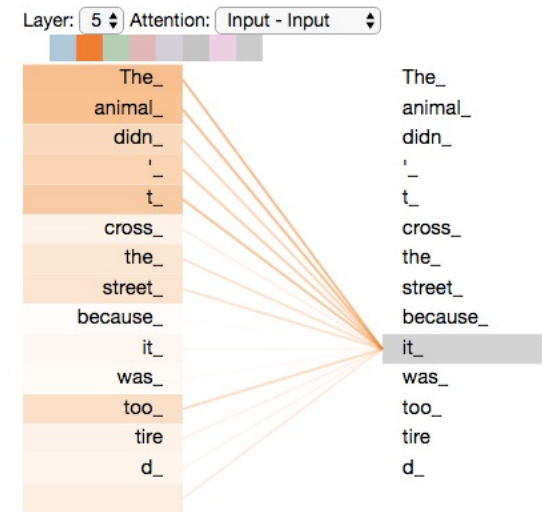 Layer: 5 Attention: Input - Input
The_ The_
animal_ animal_
didn_ didn_
'_ '_
t_ t_
cross_ cross_
the_ the_
street_ street_
because_ because_
it_ it_
was_ was_
too_ too_
tire tire
d_ d_